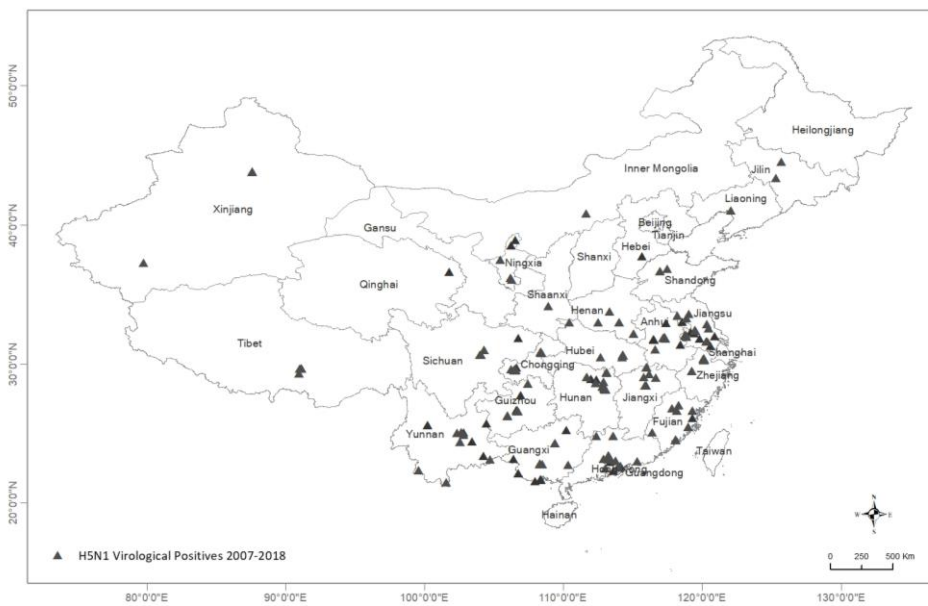 50°0'0"N
40°0'0"N
30°0'0"N
20°0'0"N
Heilongjiang
Inner Mongolia
Jilin
Liaoning
Xinjiang
Gansu
Beijing
Tianjin
Hebei
Ningxia
Shanxi
Shandong
Qinghai
Shaanxi
Henan
Jiangsu
Anhui
Tibet
Shanghai
Sichuan
Hubei
Chongqing
Zhejiang
Guizhou
Hunan
Jiangxi
Fujian
Yunnan
Guangxi
Taiwan
Guangdong
Hainan
N
W
E
S
H5N1 Virological Positives 2007-2018
0 250 500 Km
80°0'0"E 90°0'0"E 100°0'0"E 110°0'0"E 120°0'0"E 130°0'0"E